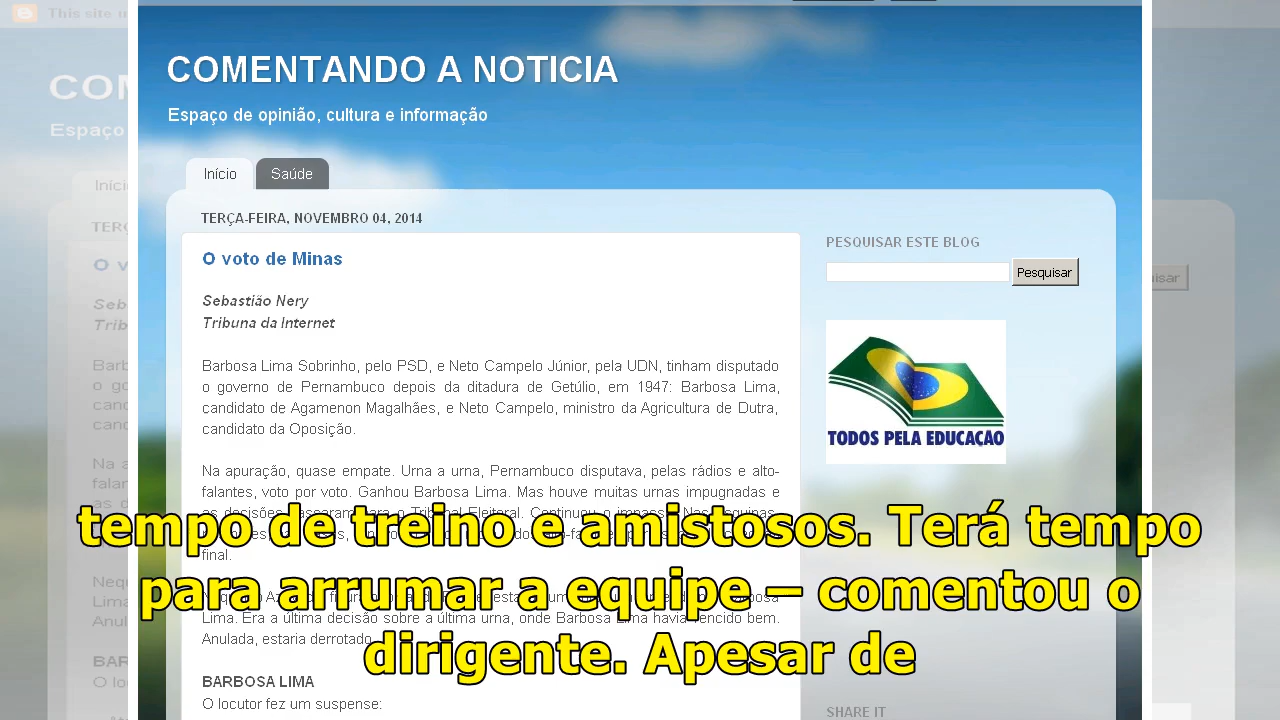 This site
COM
COMENTANDO A NOTICIA
Espaço
Espaço de opinião, cultura e informação
Início
Saúde
TERÇA-FEIRA, NOVEMBRO 04, 2014
O voto de Minas
Sebastião Nery
Tribuna da Internet
Barbosa Lima Sobrinho, pelo PSD, e Neto Campelo Júnior, pela UDN, tinham disputado
o governo de Pernambuco depois da ditadura de Getúlio, em 1947: Barbosa Lima,
candidato de Agamenon Magalhães, e Neto Campelo, ministro da Agricultura de Dutra,
candidato da Oposição.
Na apuração, quase empate. Urna a urna, Pernambuco disputava, pelas rádios e alto-
falantes, voto por voto. Ganhou Barbosa Lima. Mas houve muitas urnas impugnadas e
final.
Lima. Era a última decisão sobre a última urna, onde Barbosa Lima havia vencido bem.
Anulada, estaria derrotado.
BARBOSA LIMA
O locutor fez um suspense:
PESQUISAR ESTE BLOG
Pesquisar
TODOS PELA EDUCAÇÃO
SHARE IT
tempo de treino e amistosos. Terá tempo
para arrumar a equipe — comentou o
dirigente. Apesar de